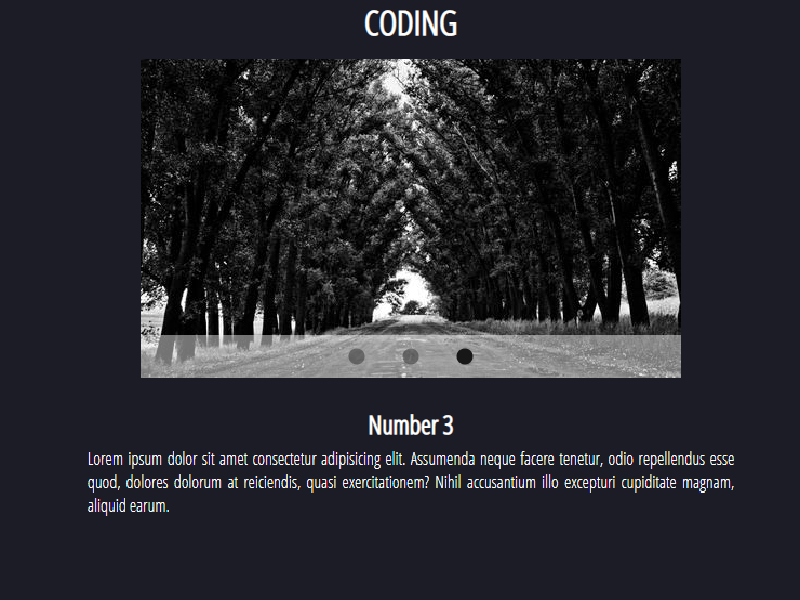 CODING
Number 3
Lorem ipsum dolor sit amet consectetur adipisicing elit. Assumenda neque facere tenetur, odio repellendus esse
quod, dolores dolorum at reiciendis, quasi exercitationem? Nihil accusantium illo excepturi cupiditate magnam,
aliquid earum.